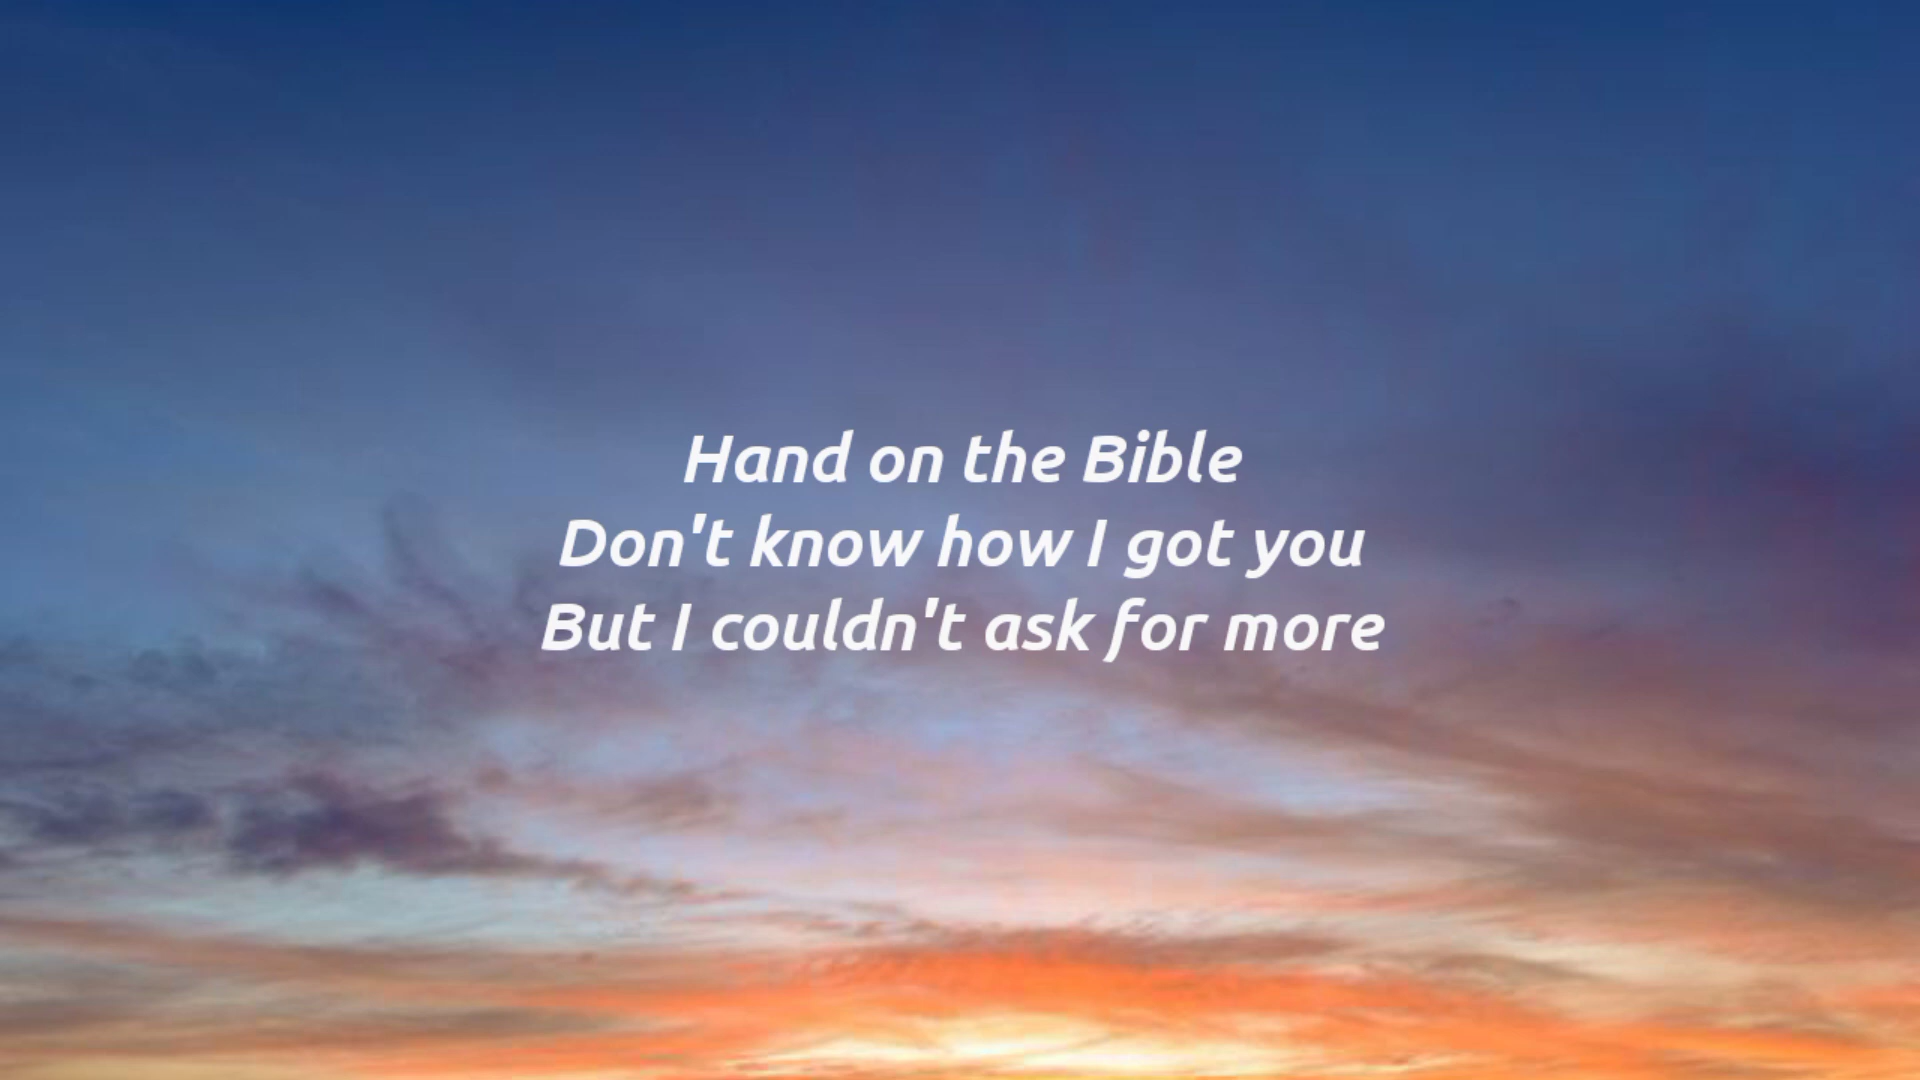 Hand on the Bible
Don't know how I got you
But I couldn't ask for more